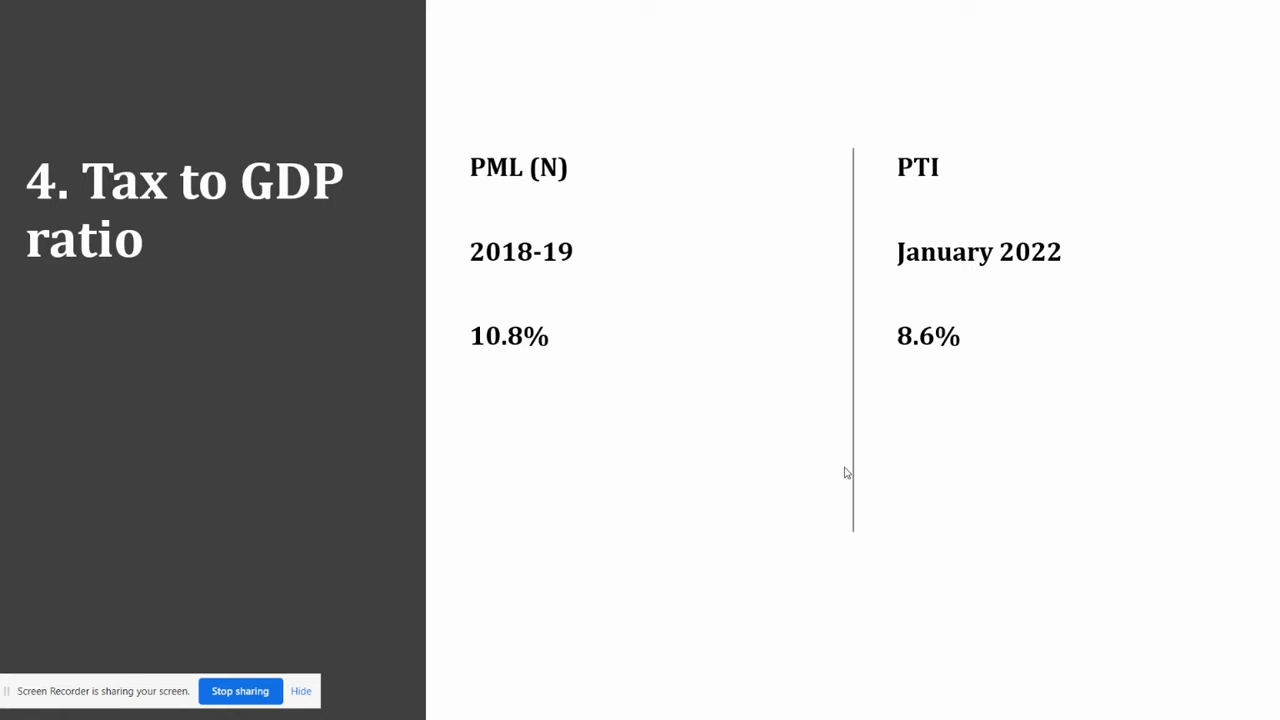 4. Tax to GDP
ratio
PML (N)
2018-19
10.8%
PTI
January 2022
8.6%
Screen Recorder is sharing your screen.
Stop sharing
Hide